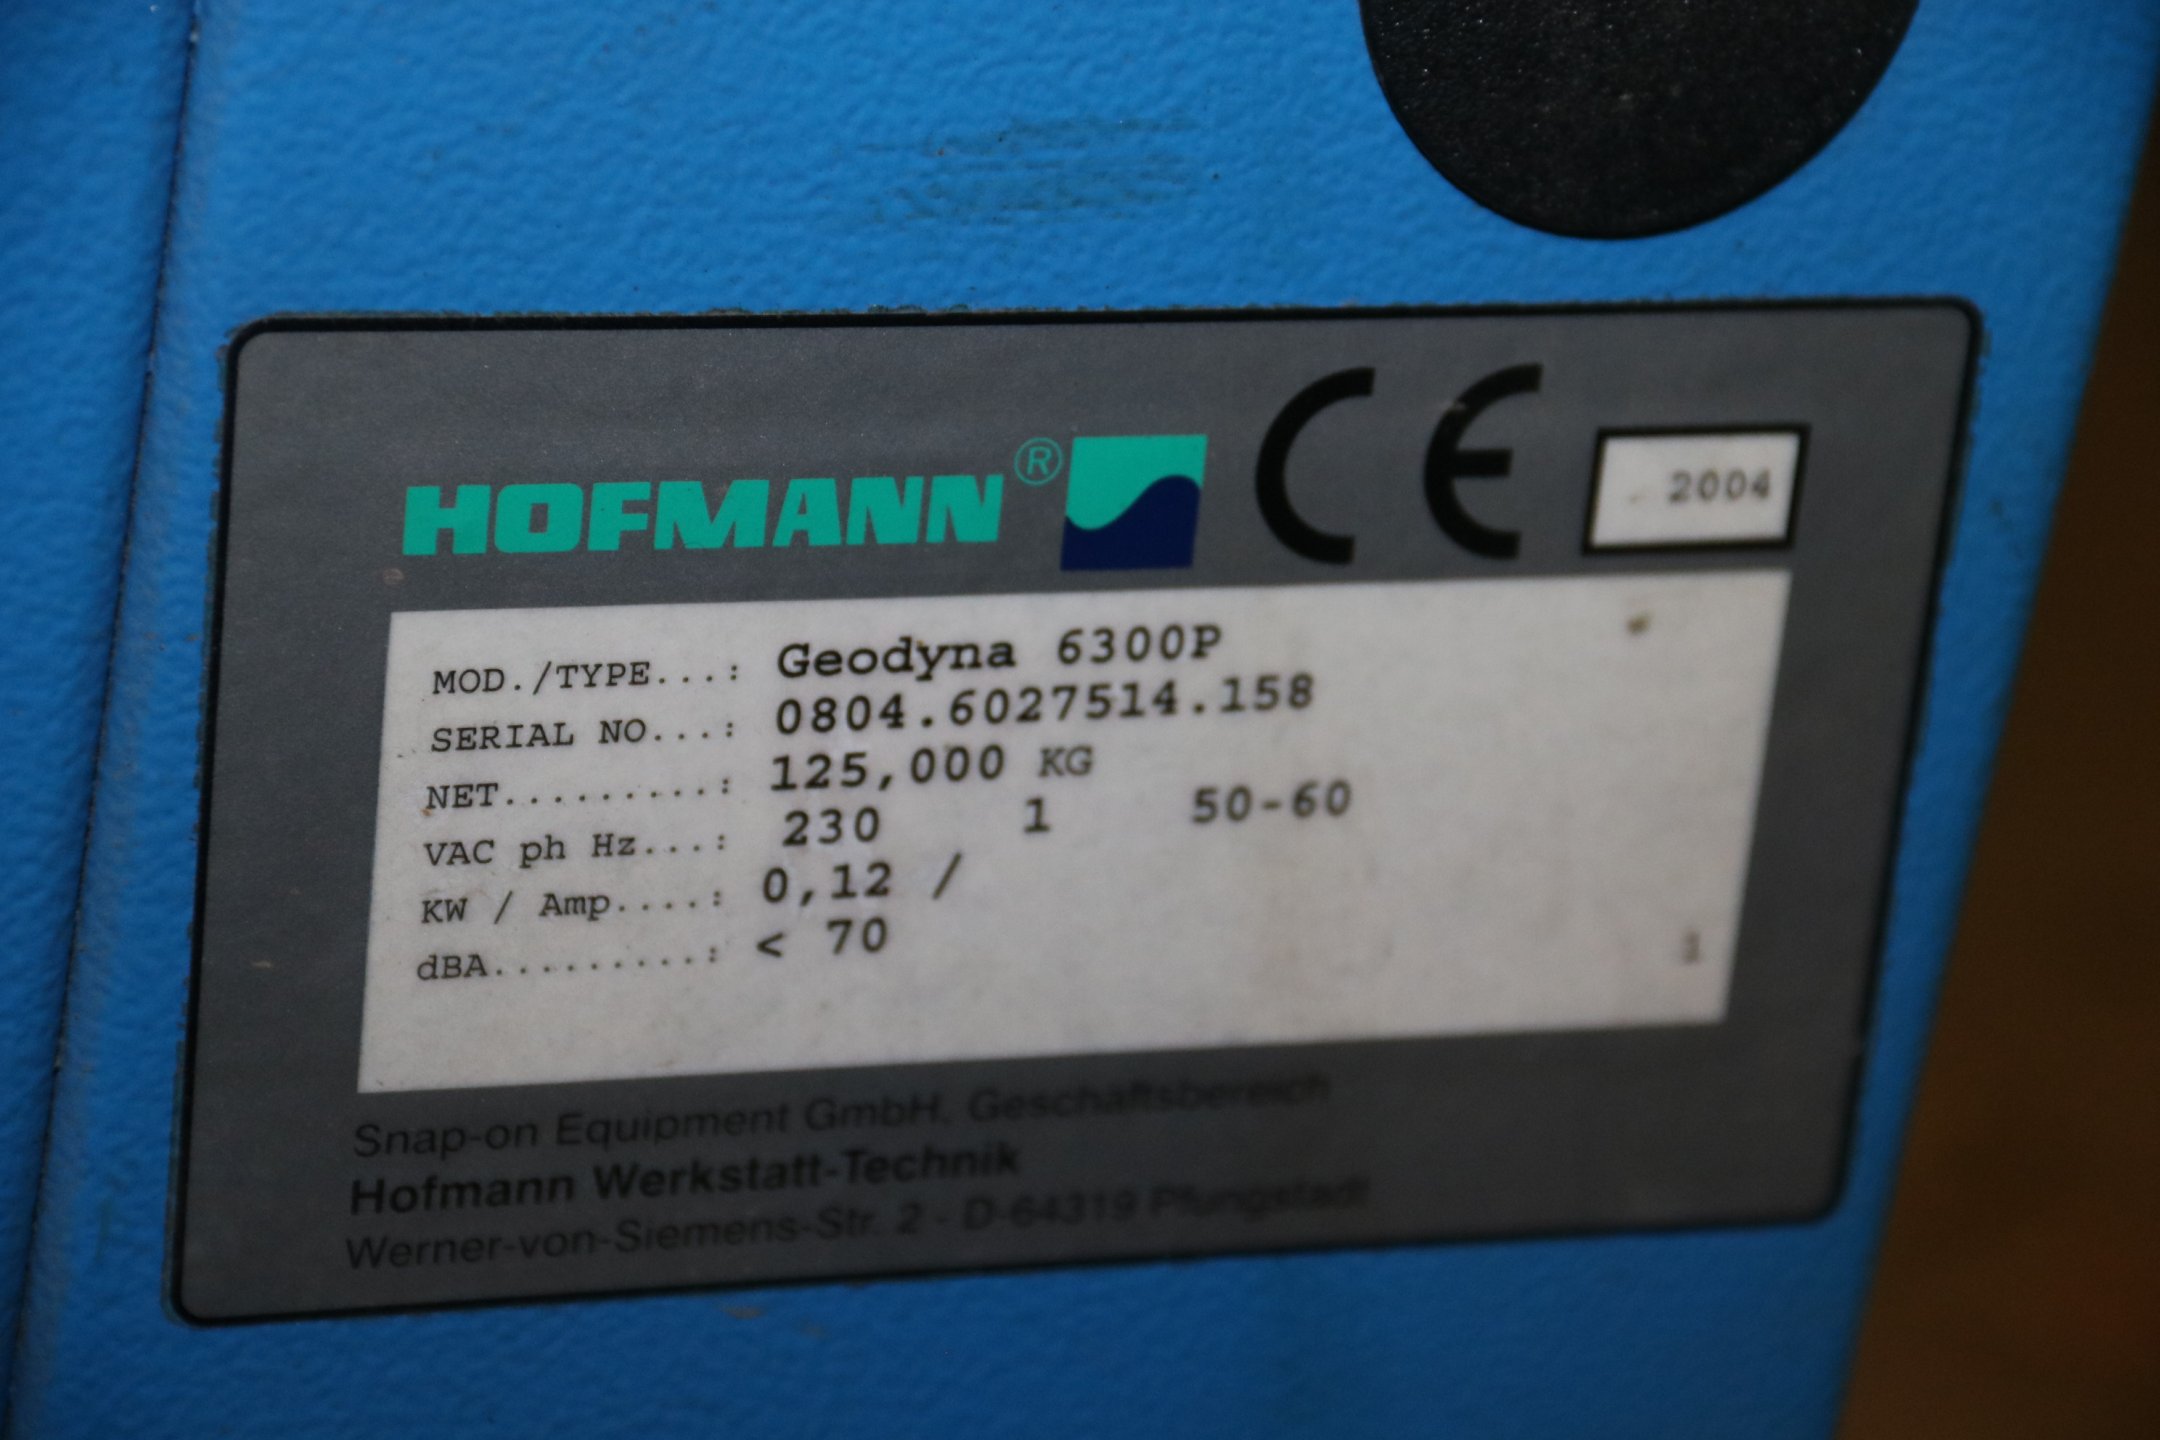 HOFMANN® CE 2004
MOD./TYPE...: Geodyna 6300P
SERIAL NO...: 0804.6027514.158
NET.........: 125,000 KG
VAC ph Hz...: 230 1 50-60
KW / Amp....: 0,12 /
dBA.........: < 70
1
Snap-on Equipment GmbH, Geschäftsbereich
Hofmann Werkstatt-Technik
Werner-von-Siemens-Str. 2 - D-64319 Pfungstadt